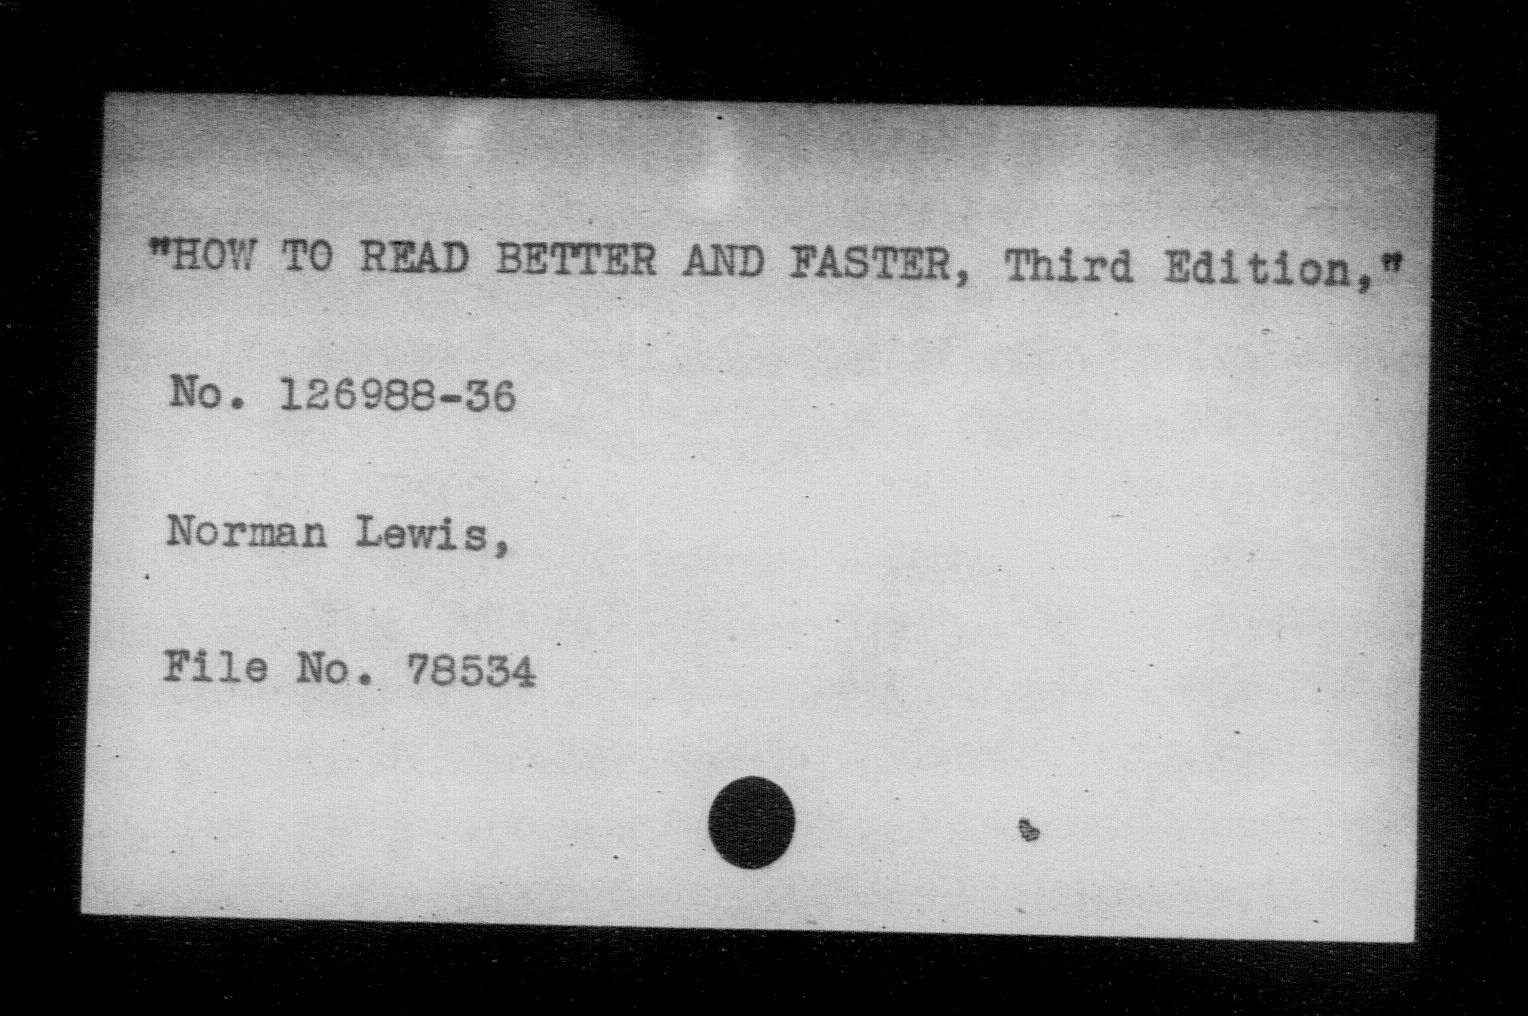 "HOW TO READ BETTER AND FASTER, Third Edition,"
No. 126988-36
Norman Lewis,
File No. 78534